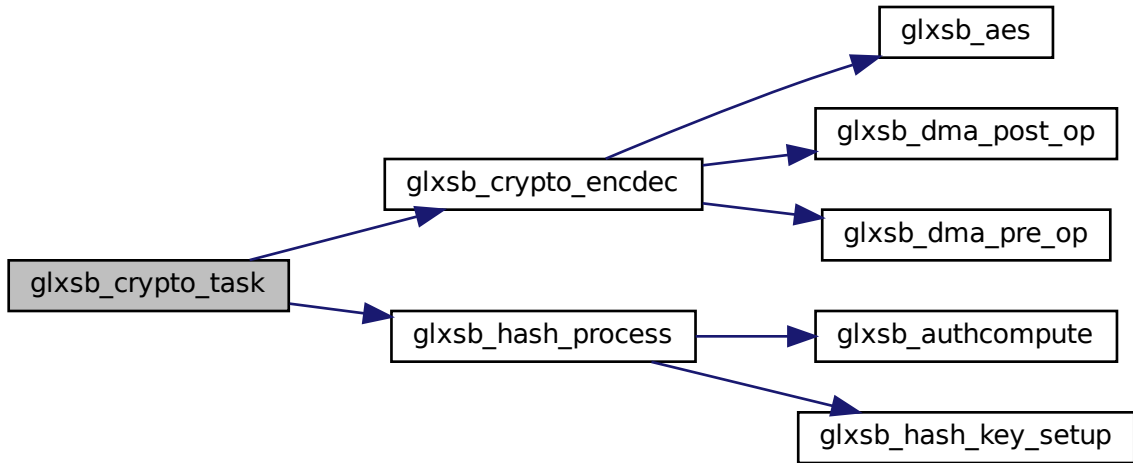 glxsb_aes
glxsb_dma_post_op
glxsb_crypto_encdec
glxsb_dma_pre_op
glxsb_crypto_task
glxsb_hash_process
glxsb_authcompute
glxsb_hash_key_setup